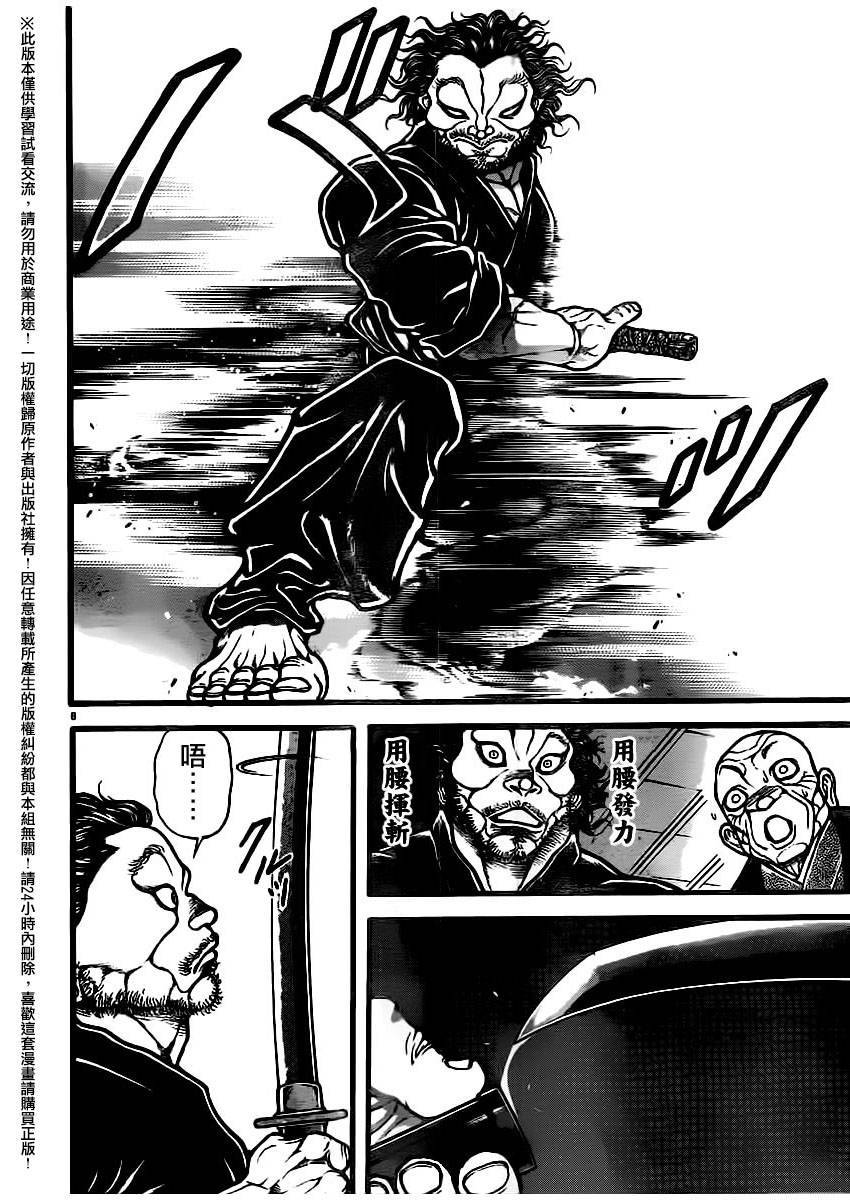 ※此版本僅供學習試看交流，請勿用於商業用途！一切版權歸原作者與出版社擁有！因任意轉載所產生的版權糾紛都與本組無關！請24小時內刪除，喜歡這套漫畫請購買正版！
8
用腰發力
用腰揮斬
唔……
クルッ